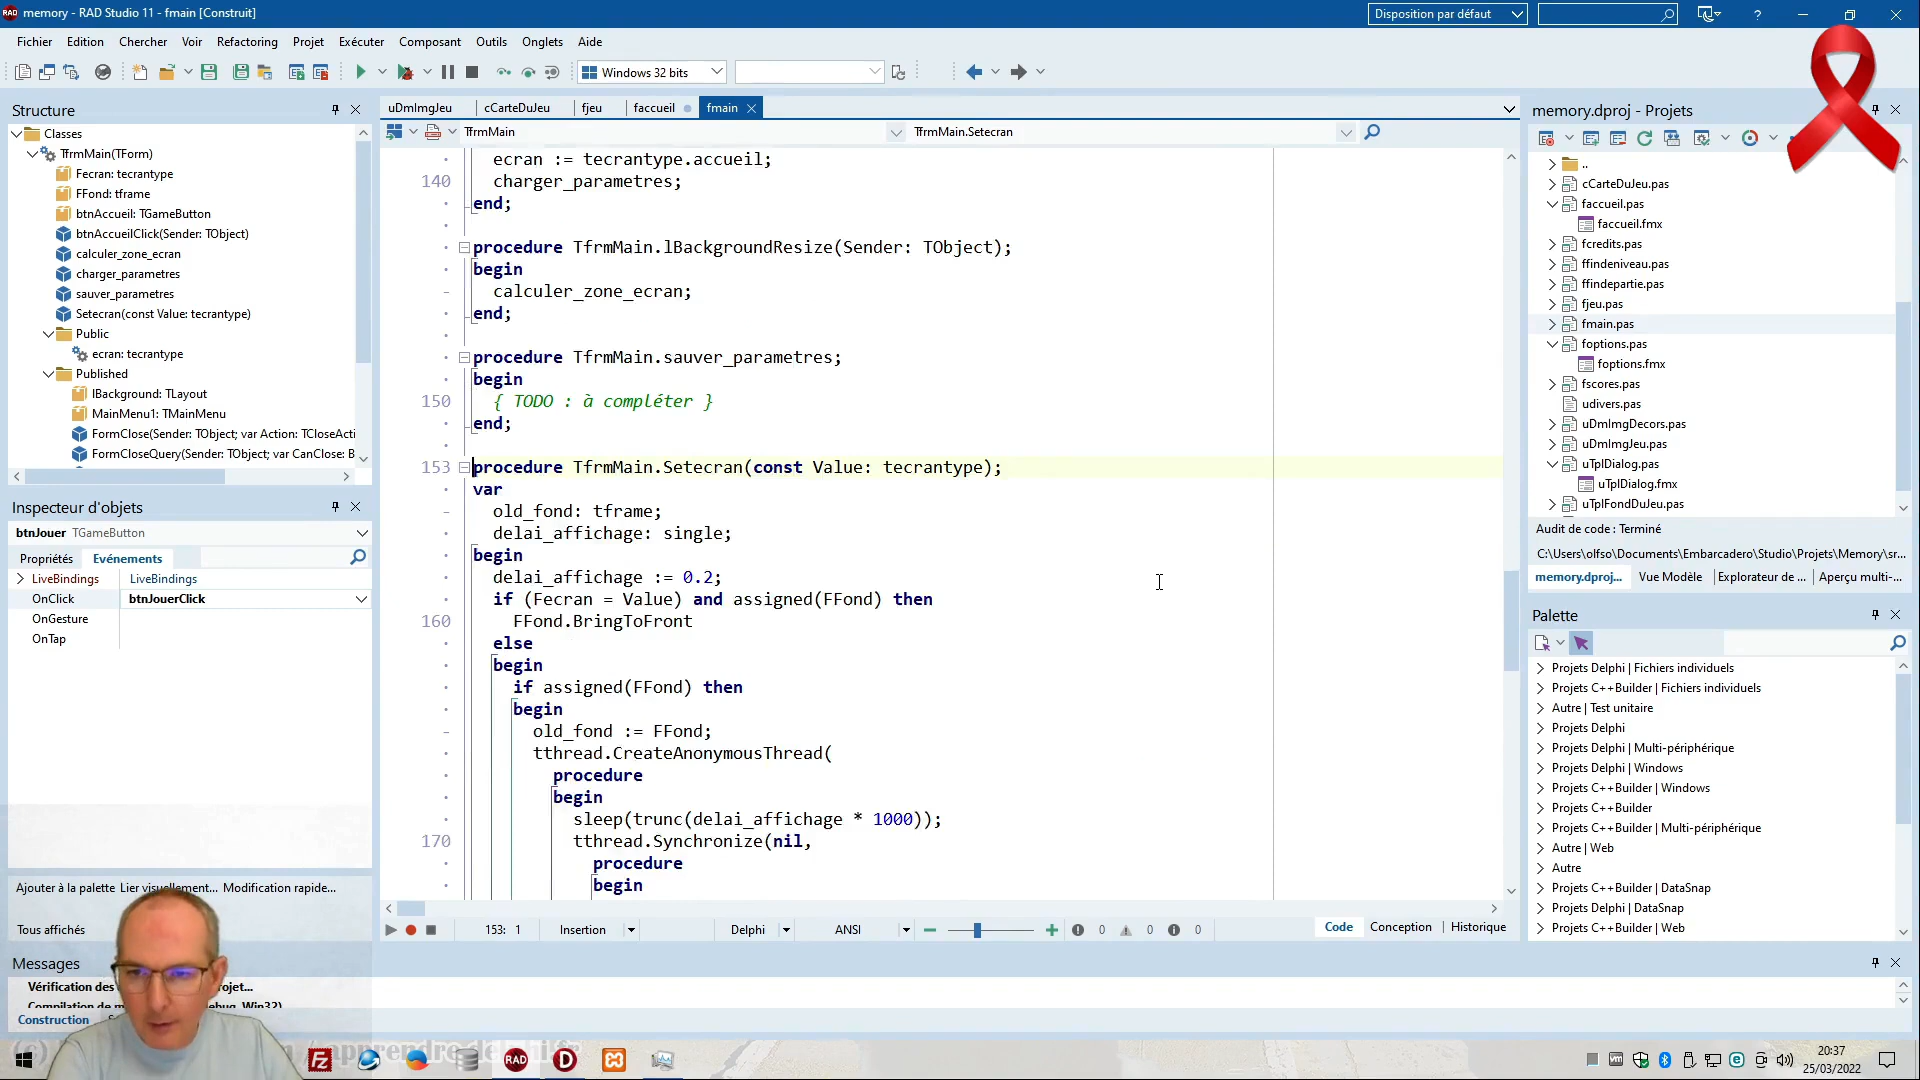 memory - RAD Studio 11 - fmain [Construit]
Disposition par défaut
Fichier Edition Chercher Voir Refactoring Projet Exécuter Composant Outils Onglets Aide
Windows 32 bits
Structure
Classes
TfrmMain(TForm)
Fecran: tecrantype
FFond: tframe
btnAccueil: TGameButton
btnAccueilClick(Sender: TObject)
calculer_zone_ecran
charger_parametres
sauver_parametres
Setecran(const Value: tecrantype)
Public
ecran: tecrantype
Published
lBackground: TLayout
MainMenu1: TMainMenu
FormClose(Sender: TObject; var Action: TCloseActi
FormCloseQuery(Sender: TObject; var CanClose: B
Inspecteur d'objets
btnJouer TGameButton
Propriétés Evénements
LiveBindings LiveBindings
OnClick btnJouerClick
OnGesture
OnTap
Ajouter à la palette Lier visuellement... Modification rapide...
Tous affichés
uDmImgJeu cCarteDuJeu fjeu faccueil fmain
TfrmMain TfrmMain.Setecran
ecran := tecrantype.accueil;
140 charger_parametres;
end;
procedure TfrmMain.lBackgroundResize(Sender: TObject);
begin
calculer_zone_ecran;
end;
procedure TfrmMain.sauver_parametres;
begin
150 { TODO : à compléter }
end;
153 procedure TfrmMain.Setecran(const Value: tecrantype);
var
old_fond: tframe;
delai_affichage: single;
begin
delai_affichage := 0.2;
if (Fecran = Value) and assigned(FFond) then
160 FFond.BringToFront
else
begin
if assigned(FFond) then
begin
old_fond := FFond;
tthread.CreateAnonymousThread(
procedure
begin
sleep(trunc(delai_affichage * 1000));
170 tthread.Synchronize(nil,
procedure
begin
153: 1 Insertion Delphi ANSI 0 0 0 Code Conception Historique
memory.dproj - Projets
..
cCarteDuJeu.pas
faccueil.pas
faccueil.fmx
fcredits.pas
ffindeniveau.pas
ffindepartie.pas
fjeu.pas
fmain.pas
foptions.pas
foptions.fmx
fscores.pas
udivers.pas
uDmImgDecors.pas
uDmImgJeu.pas
uTplDialog.pas
uTplDialog.fmx
uTplFondDuJeu.pas
Audit de code : Terminé
C:\Users\olfso\Documents\Embarcadero\Studio\Projets\Memory\sr...
memory.dproj... Vue Modèle Explorateur de ... Aperçu multi-...
Palette
Projets Delphi | Fichiers individuels
Projets C++Builder | Fichiers individuels
Autre | Test unitaire
Projets Delphi
Projets Delphi | Multi-périphérique
Projets Delphi | Windows
Projets C++Builder | Windows
Projets C++Builder
Projets C++Builder | Multi-périphérique
Autre | Web
Autre
Projets C++Builder | DataSnap
Projets Delphi | DataSnap
Projets C++Builder | Web
Messages
Vérification des rojet...
Compilation de m ebug, Win32)
Construction
(c) / apprendre-delphi.fr
20:37
25/03/2022